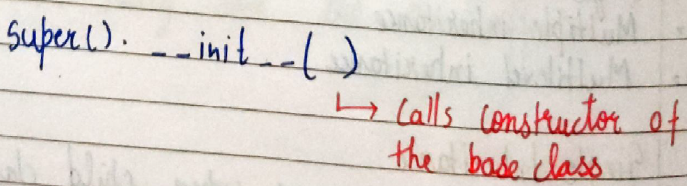 super(). __init__( )
↳ Calls constructor of
the base class